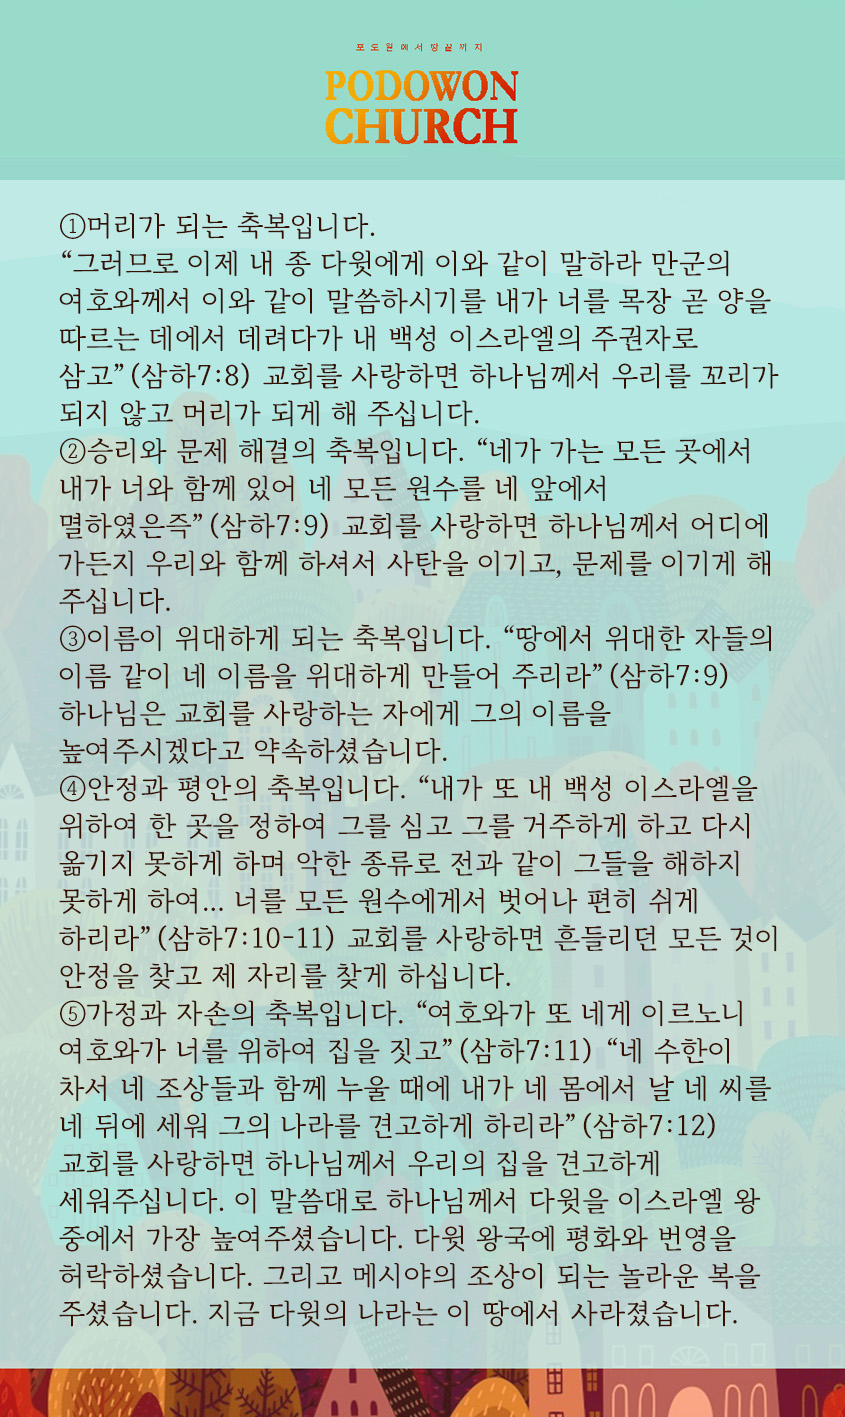 포도원에서땅끝까지
PODOWON
CHURCH
①머리가 되는 축복입니다.
“그러므로 이제 내 종 다윗에게 이와 같이 말하라 만군의
여호와께서 이와 같이 말씀하시기를 내가 너를 목장 곧 양을
따르는 데에서 데려다가 내 백성 이스라엘의 주권자로
삼고”(삼하7:8) 교회를 사랑하면 하나님께서 우리를 꼬리가
되지 않고 머리가 되게 해 주십니다.
②승리와 문제 해결의 축복입니다. “네가 가는 모든 곳에서
내가 너와 함께 있어 네 모든 원수를 네 앞에서
멸하였은즉”(삼하7:9) 교회를 사랑하면 하나님께서 어디에
가든지 우리와 함께 하셔서 사탄을 이기고, 문제를 이기게 해
주십니다.
③이름이 위대하게 되는 축복입니다. “땅에서 위대한 자들의
이름 같이 네 이름을 위대하게 만들어 주리라”(삼하7:9)
하나님은 교회를 사랑하는 자에게 그의 이름을
높여주시겠다고 약속하셨습니다.
④안정과 평안의 축복입니다. “내가 또 내 백성 이스라엘을
위하여 한 곳을 정하여 그를 심고 그를 거주하게 하고 다시
옮기지 못하게 하며 악한 종류로 전과 같이 그들을 해하지
못하게 하여... 너를 모든 원수에게서 벗어나 편히 쉬게
하리라”(삼하7:10-11) 교회를 사랑하면 흔들리던 모든 것이
안정을 찾고 제 자리를 찾게 하십니다.
⑤가정과 자손의 축복입니다. “여호와가 또 네게 이르노니
여호와가 너를 위하여 집을 짓고”(삼하7:11) “네 수한이
차서 네 조상들과 함께 누울 때에 내가 네 몸에서 날 네 씨를
네 뒤에 세워 그의 나라를 견고하게 하리라”(삼하7:12)
교회를 사랑하면 하나님께서 우리의 집을 견고하게
세워주십니다. 이 말씀대로 하나님께서 다윗을 이스라엘 왕
중에서 가장 높여주셨습니다. 다윗 왕국에 평화와 번영을
허락하셨습니다. 그리고 메시야의 조상이 되는 놀라운 복을
주셨습니다. 지금 다윗의 나라는 이 땅에서 사라졌습니다.